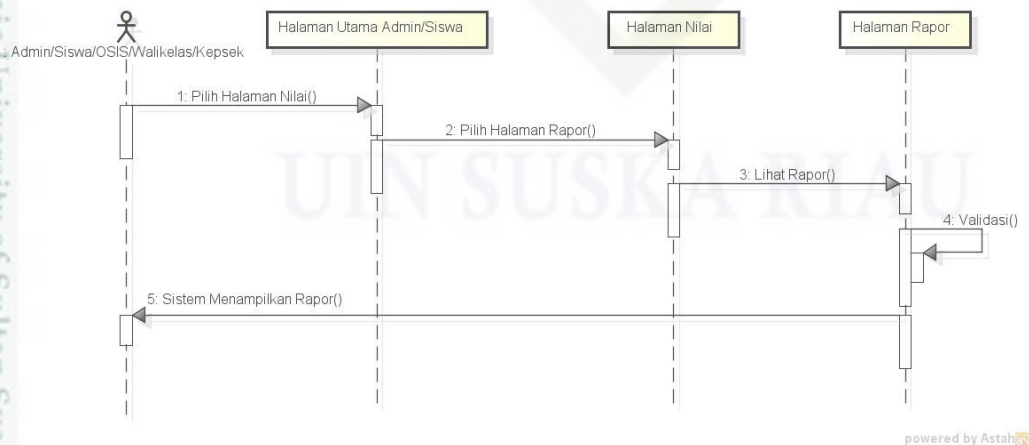 Halaman Utama Admin/Siswa
Halaman Nilai
Halaman Rapor
: Admin/Siswa/OSIS/Walikelas/Kepsek
1: Pilih Halaman Nilai()
2: Pilih Halaman Rapor()
3: Lihat Rapor()
4: Validasi()
5: Sistem Menampilkan Rapor()
UIN SUSKA RIAU
powered by Astah